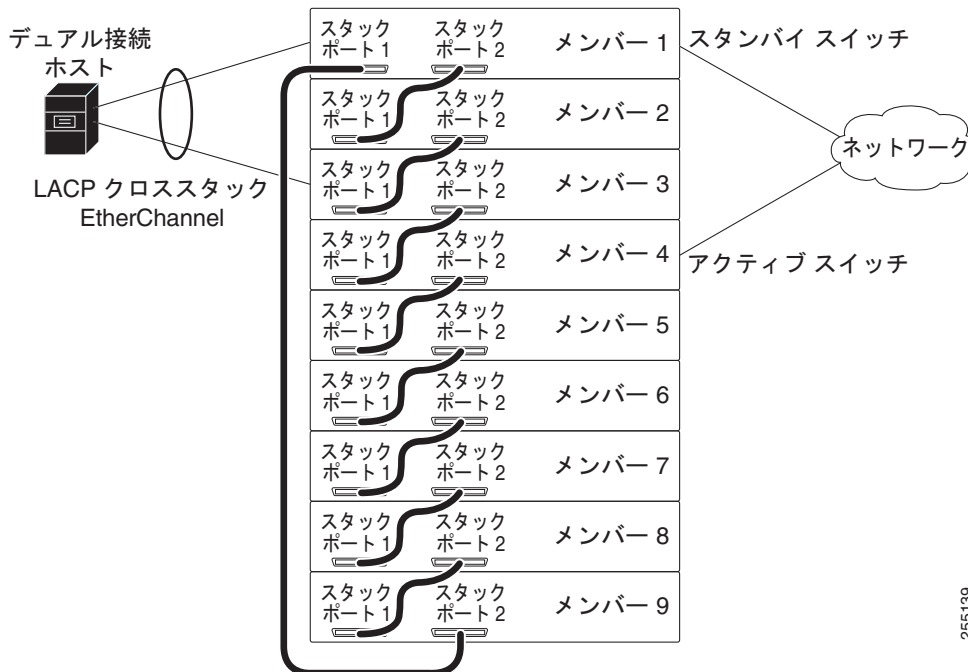 デュアル接続
ホスト
LACP クロススタック
EtherChannel
スタック
ポート 1
スタック
ポート 2
メンバー 1
スタック
ポート 1
スタック
ポート 2
メンバー 2
スタック
ポート 1
スタック
ポート 2
メンバー 3
スタック
ポート 1
スタック
ポート 2
メンバー 4
スタック
ポート 1
スタック
ポート 2
メンバー 5
スタック
ポート 1
スタック
ポート 2
メンバー 6
スタック
ポート 1
スタック
ポート 2
メンバー 7
スタック
ポート 1
スタック
ポート 2
メンバー 8
スタック
ポート 1
スタック
ポート 2
メンバー 9
スタンバイ スイッチ
ネットワーク
アクティブ スイッチ
255139